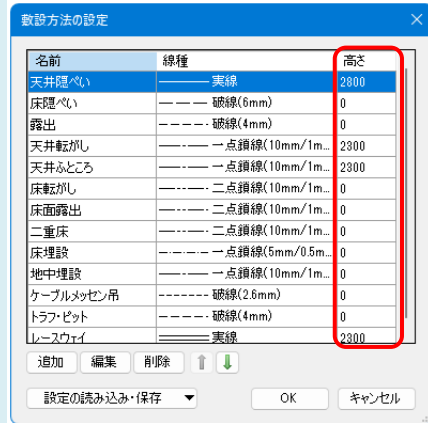 敷設方法の設定
名前 線種 高さ
天井隠ぺい 実線 2800
床隠ぺい 破線(6mm) 0
露出 破線(4mm) 0
天井転がし 一点鎖線(10mm/1m... 2300
天井ふところ 一点鎖線(10mm/1m... 2300
床転がし 二点鎖線(10mm/1m... 0
床面露出 二点鎖線(10mm/1m... 0
二重床 二点鎖線(10mm/1m... 0
床埋設 一点鎖線(5mm/0.5m... 0
地中埋設 一点鎖線(10mm/1m... 0
ケーブルメッセン吊 破線(2.6mm) 0
トラフ・ピット 破線(4mm) 0
レースウェイ 実線 2300
追加 編集 削除
設定の読み込み・保存 OK キャンセル